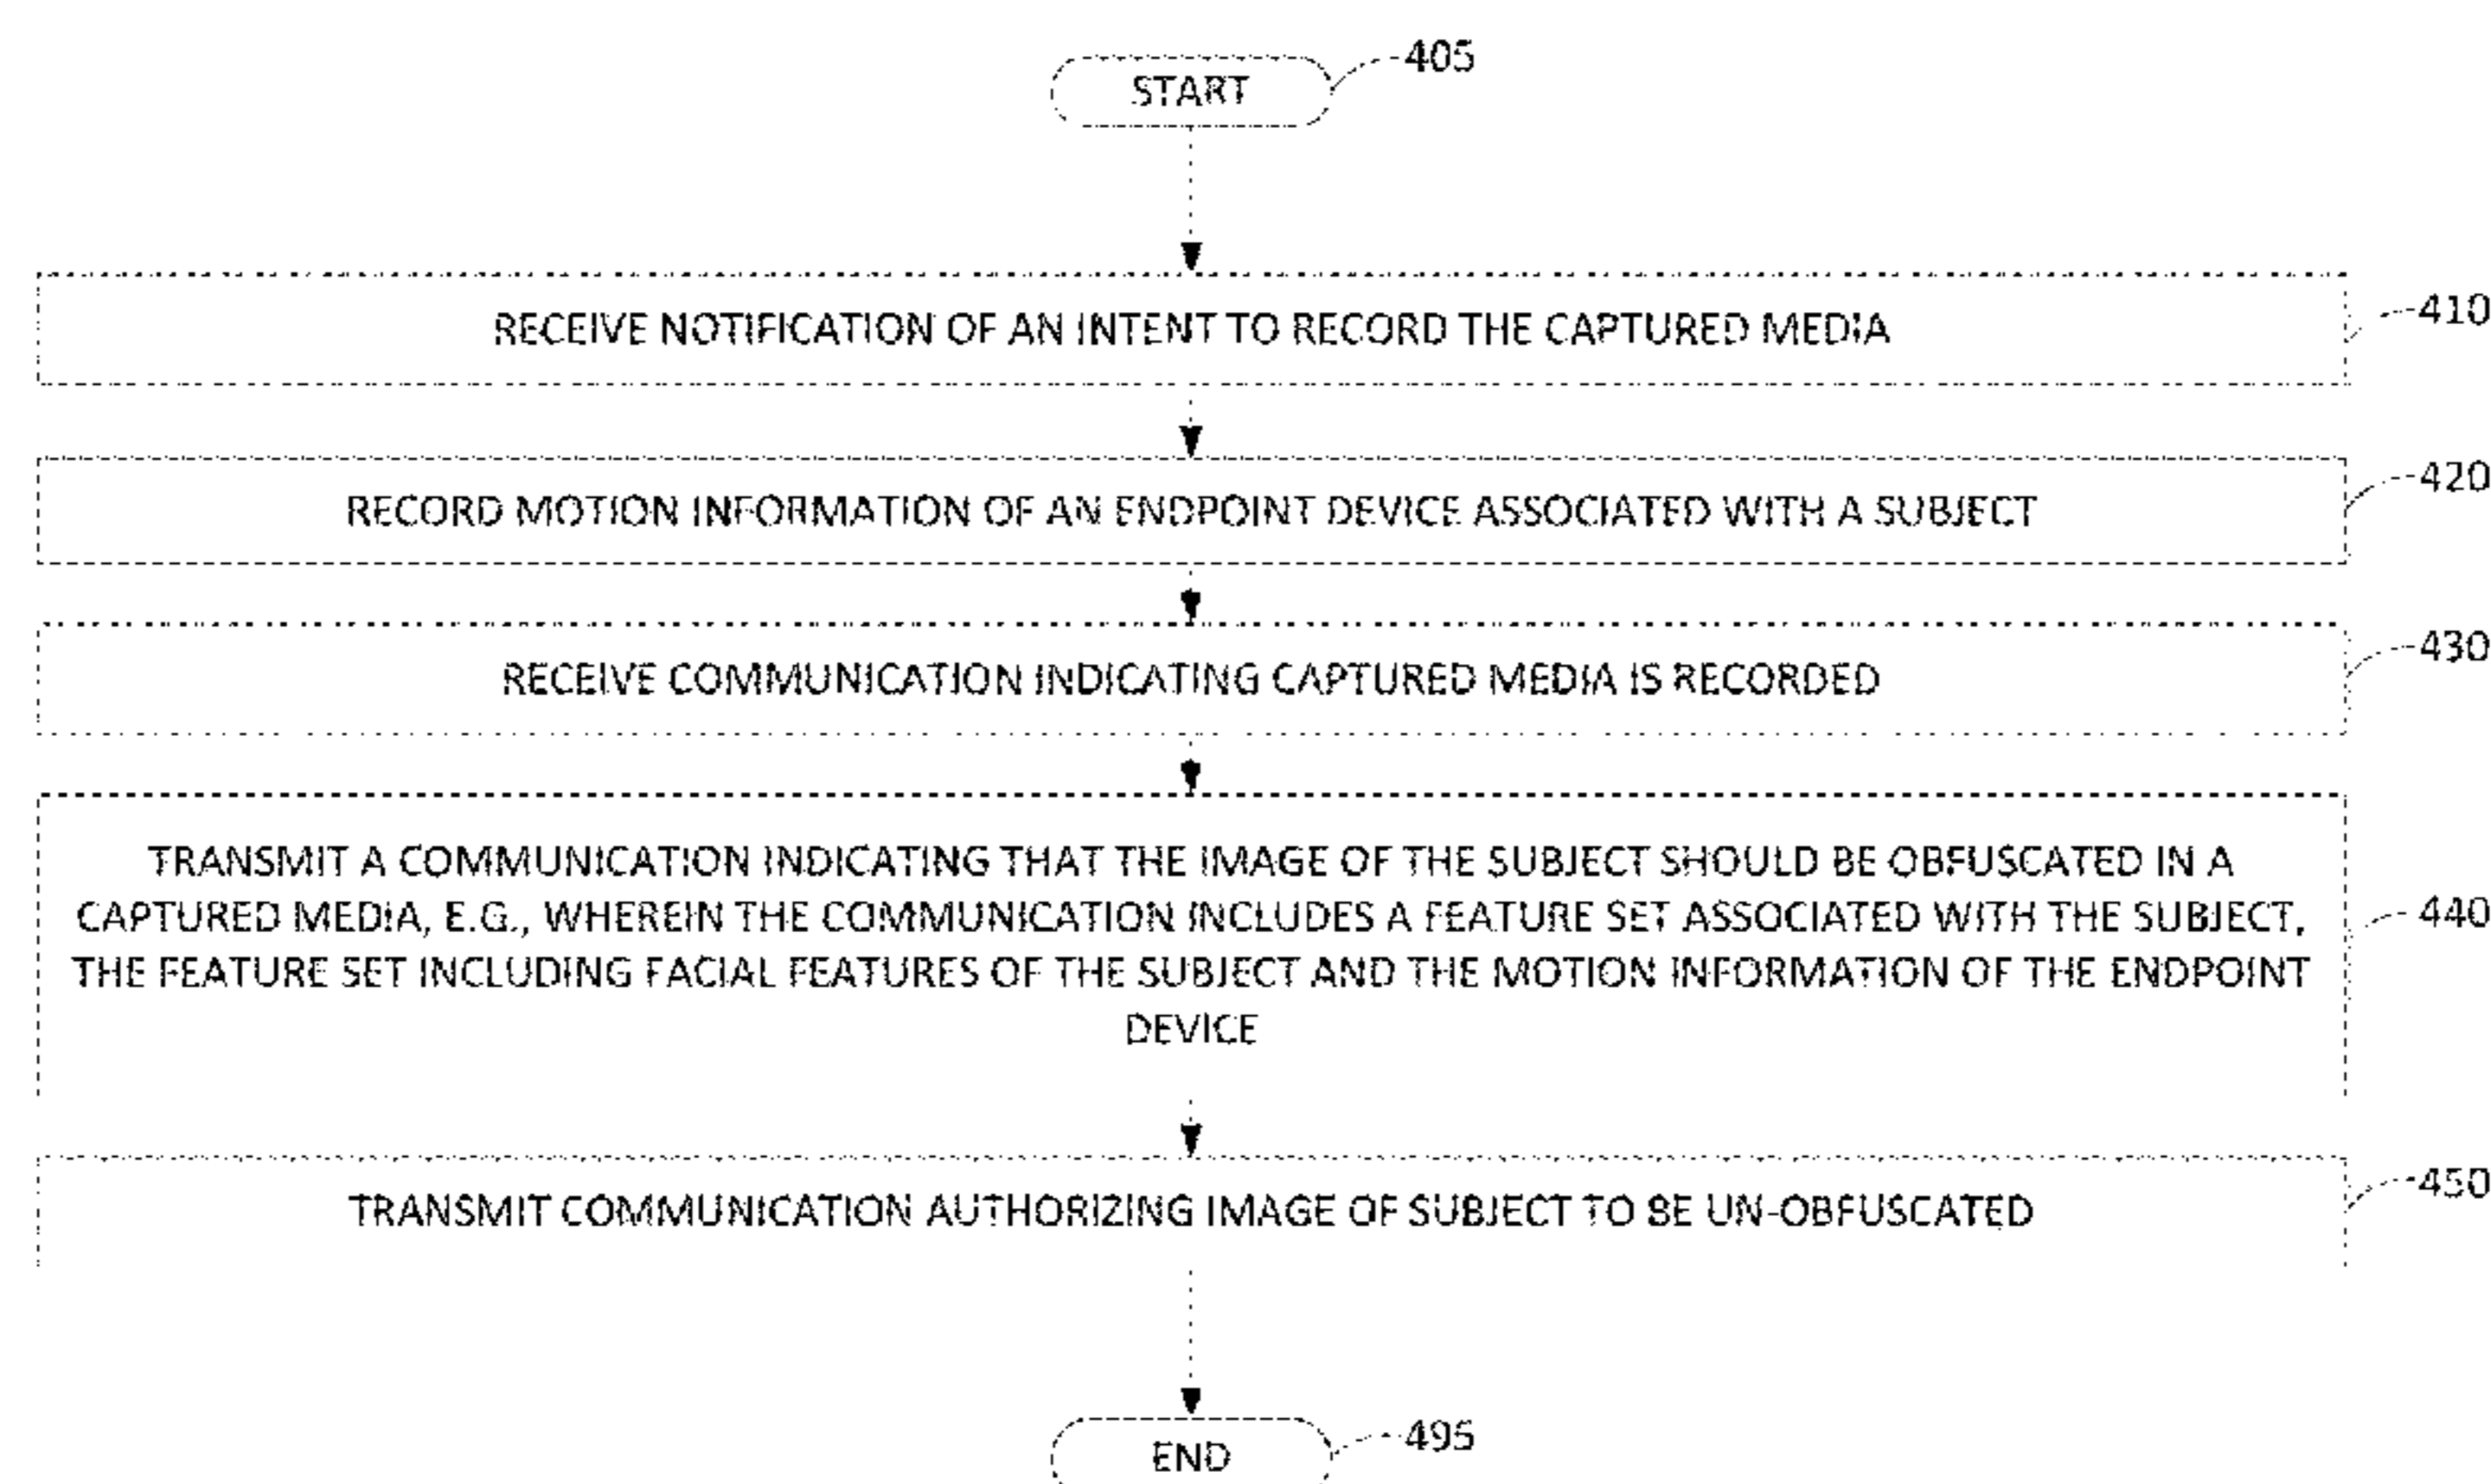 START
405
RECEIVE NOTIFICATION OF AN INTENT TO RECORD THE CAPTURED MEDIA
410
RECORD MOTION INFORMATION OF AN ENDPOINT DEVICE ASSOCIATED WITH A SUBJECT
420
RECEIVE COMMUNICATION INDICATING CAPTURED MEDIA IS RECORDED
430
TRANSMIT A COMMUNICATION INDICATING THAT THE IMAGE OF THE SUBJECT SHOULD BE OBFUSCATED IN A
CAPTURED MEDIA, E.G., WHEREIN THE COMMUNICATION INCLUDES A FEATURE SET ASSOCIATED WITH THE SUBJECT,
THE FEATURE SET INCLUDING FACIAL FEATURES OF THE SUBJECT AND THE MOTION INFORMATION OF THE ENDPOINT
DEVICE
440
TRANSMIT COMMUNICATION AUTHORIZING IMAGE OF SUBJECT TO BE UN-OBFUSCATED
450
END
495